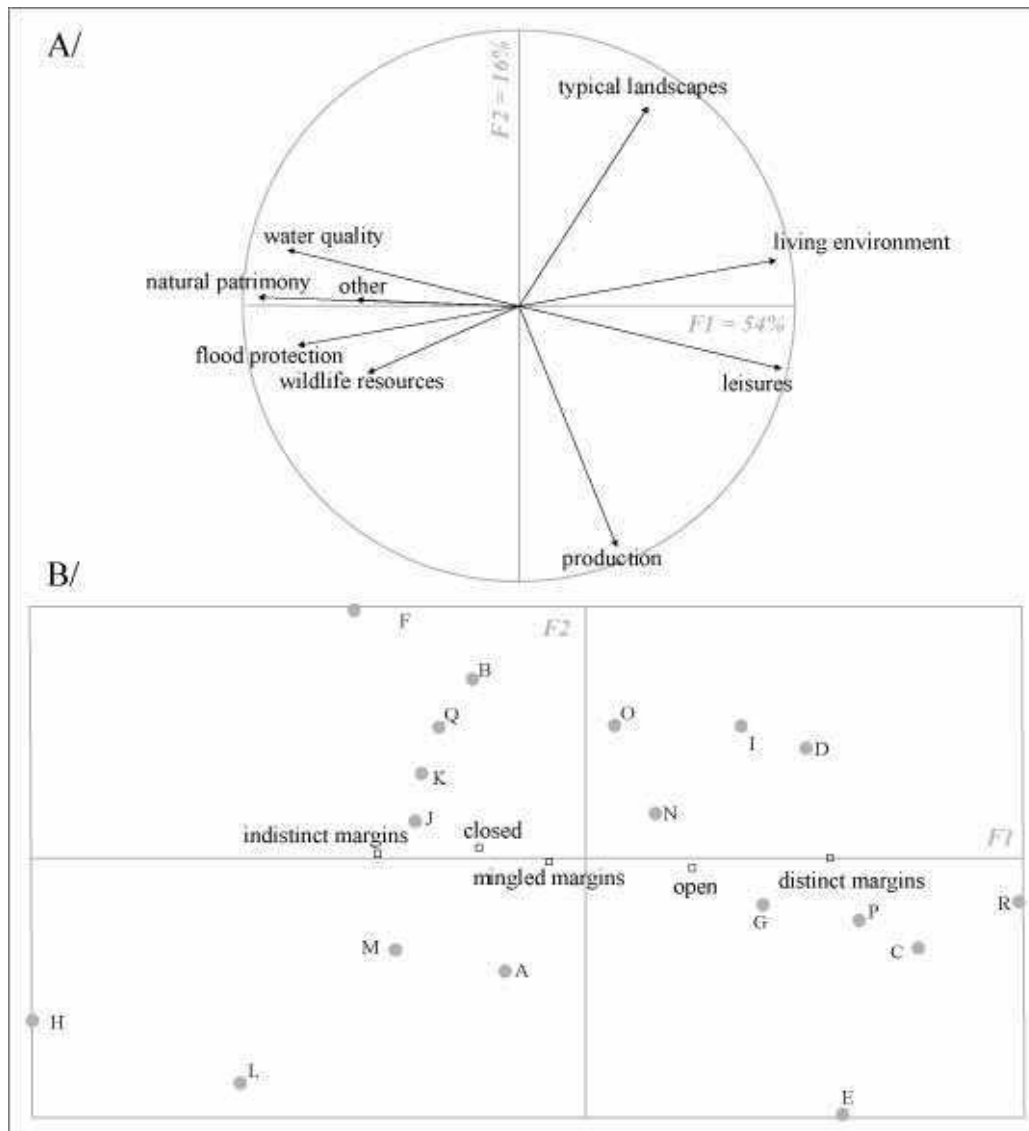 A/
F2 = 16%
typical landscapes
water quality
living environment
natural patrimony
other
F1 = 54%
flood protection
wildlife resources
leisures
production
B/
F
F2
B
Q
O
I
D
K
N
J
indistinct margins
closed
F1
mingled margins
open
distinct margins
R
G
P
C
M
A
H
L
E